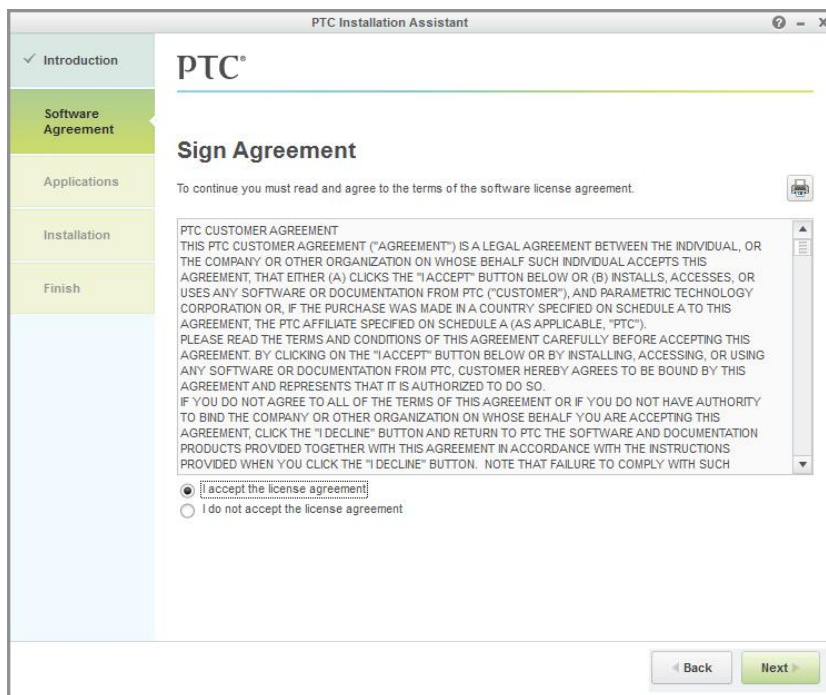 PTC Installation Assistant
Introduction
Software
Agreement
Applications
Installation
Finish
PTC®
Sign Agreement
To continue you must read and agree to the terms of the software license agreement.
PTC CUSTOMER AGREEMENT
THIS PTC CUSTOMER AGREEMENT ("AGREEMENT") IS A LEGAL AGREEMENT BETWEEN THE INDIVIDUAL, OR
THE COMPANY OR OTHER ORGANIZATION ON WHOSE BEHALF SUCH INDIVIDUAL ACCEPTS THIS
AGREEMENT, THAT EITHER (A) CLICKS THE "I ACCEPT" BUTTON BELOW OR (B) INSTALLS, ACCESSES, OR
USES ANY SOFTWARE OR DOCUMENTATION FROM PTC ("CUSTOMER"), AND PARAMETRIC TECHNOLOGY
CORPORATION OR, IF THE PURCHASE WAS MADE IN A COUNTRY SPECIFIED ON SCHEDULE A TO THIS
AGREEMENT, THE PTC AFFILIATE SPECIFIED ON SCHEDULE A (AS APPLICABLE, "PTC").
PLEASE READ THE TERMS AND CONDITIONS OF THIS AGREEMENT CAREFULLY BEFORE ACCEPTING THIS
AGREEMENT. BY CLICKING ON THE "I ACCEPT" BUTTON BELOW OR BY INSTALLING, ACCESSING, OR USING
ANY SOFTWARE OR DOCUMENTATION FROM PTC, CUSTOMER HEREBY AGREES TO BE BOUND BY THIS
AGREEMENT AND REPRESENTS THAT IT IS AUTHORIZED TO DO SO.
IF YOU DO NOT AGREE TO ALL OF THE TERMS OF THIS AGREEMENT OR IF YOU DO NOT HAVE AUTHORITY
TO BIND THE COMPANY OR OTHER ORGANIZATION ON WHOSE BEHALF YOU ARE ACCEPTING THIS
AGREEMENT, CLICK THE "I DECLINE" BUTTON AND RETURN TO PTC THE SOFTWARE AND DOCUMENTATION
PRODUCTS PROVIDED TOGETHER WITH THIS AGREEMENT IN ACCORDANCE WITH THE INSTRUCTIONS
PROVIDED WHEN YOU CLICK THE "I DECLINE" BUTTON. NOTE THAT FAILURE TO COMPLY WITH SUCH
I accept the license agreement
I do not accept the license agreement
Back
Next